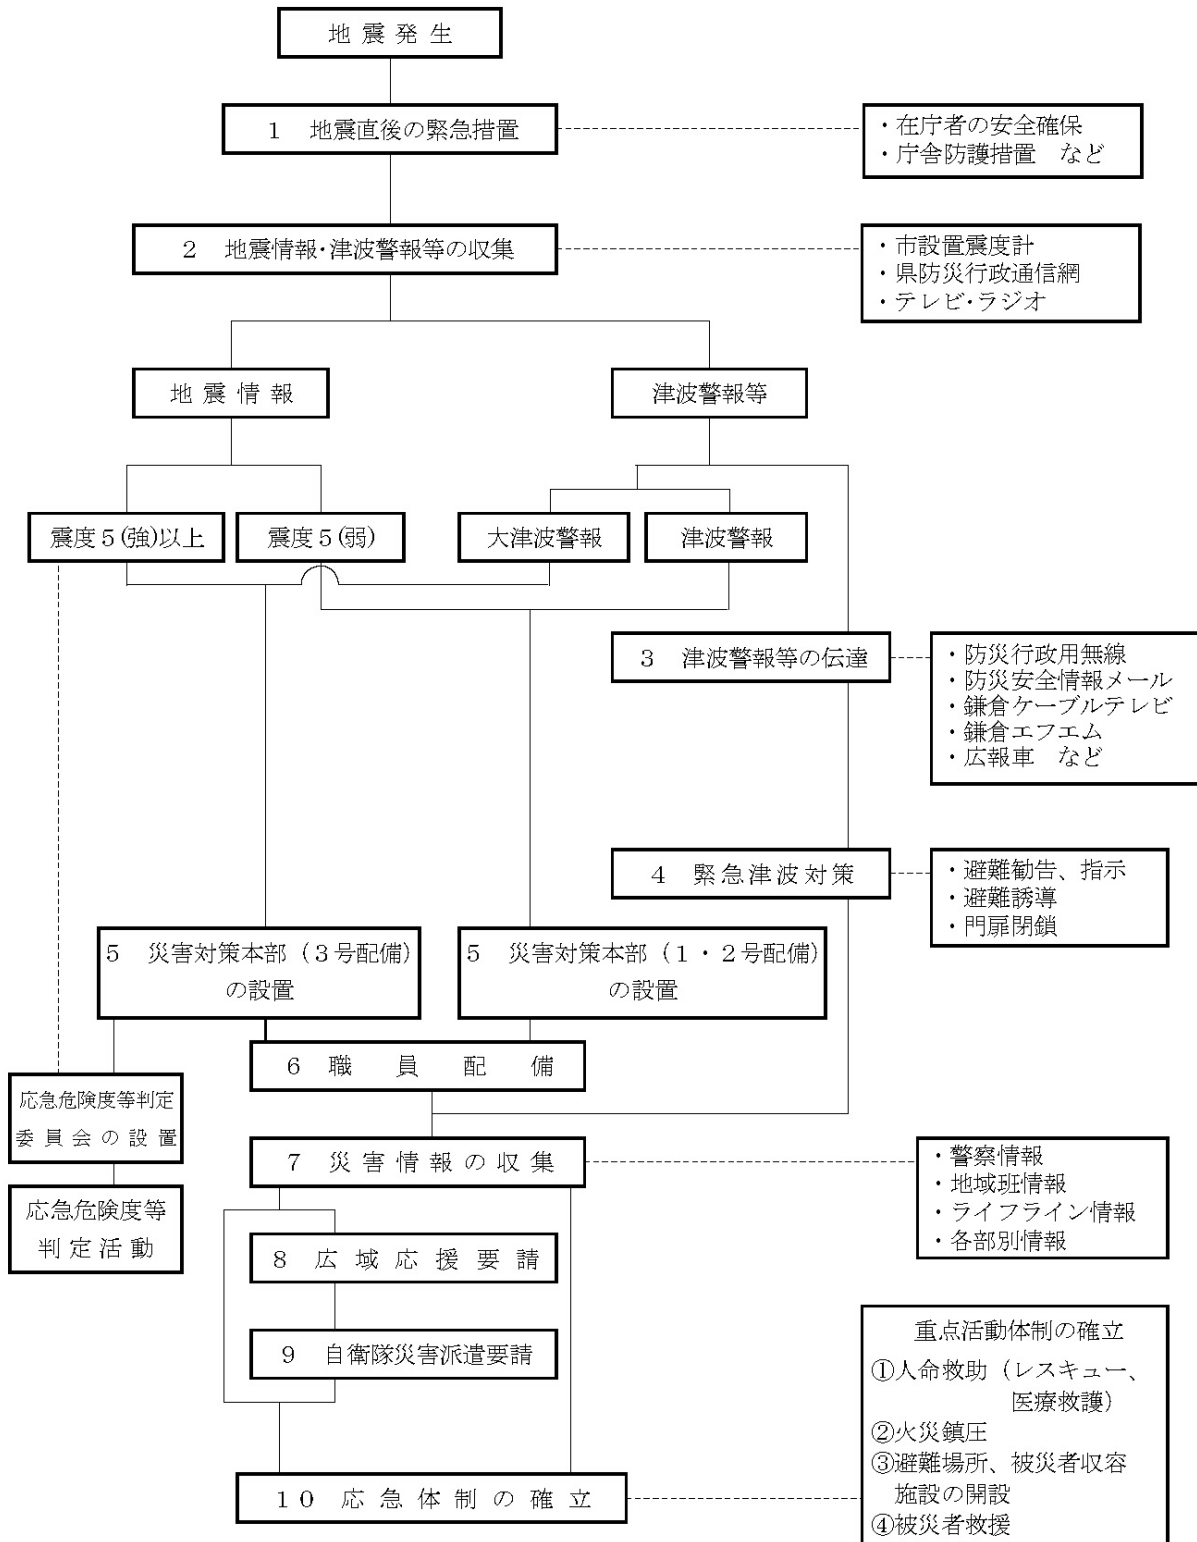 地震発生
1　地震直後の緊急措置
・在庁者の安全確保
・庁舎防護措置　など
2　地震情報・津波警報等の収集
・市設置震度計
・県防災行政通信網
・テレビ・ラジオ
地震情報
津波警報等
震度5(強)以上
震度5(弱)
大津波警報
津波警報
3　津波警報等の伝達
・防災行政用無線
・防災安全情報メール
・鎌倉ケーブルテレビ
・鎌倉エフエム
・広報車　など
4　緊急津波対策
・避難勧告、指示
・避難誘導
・門扉閉鎖
5　災害対策本部（3号配備）
の設置
5　災害対策本部（1・2号配備）
の設置
6　職員配備
応急危険度等判定
委員会の設置
7　災害情報の収集
・警察情報
・地域班情報
・ライフライン情報
・各部別情報
応急危険度等
判定活動
8　広域応援要請
9　自衛隊災害派遣要請
10　応急体制の確立
重点活動体制の確立
①人命救助（レスキュー、
医療救護）
②火災鎮圧
③避難場所、被災者収容
施設の開設
④被災者救援